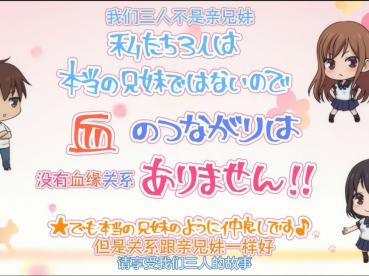 我们三人不是亲兄妹
私たち3人は
本当の兄妹ではないので
血のつながりは
没有血缘关系
ありません!!
★でも本当の兄妹のように仲良しです♪
但是关系跟亲兄妹一样好
请享受我们三人的故事